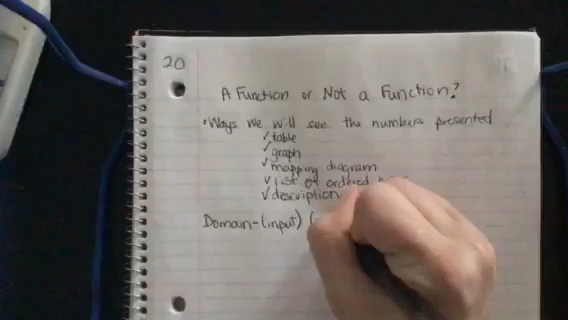 20
A Function or Not a Function?
•Ways we will see the numbers presented
✓table
✓graph
✓mapping diagram
✓list of ordered
✓description
Domain-(input) (